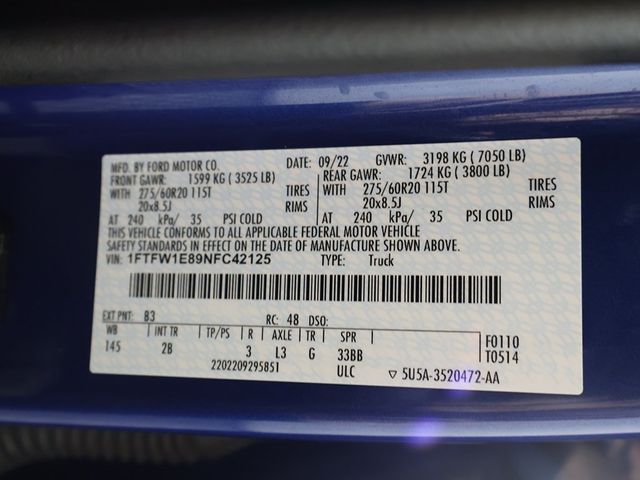 MFD. BY FORD MOTOR CO. DATE: 09/22 GVWR: 3198 KG ( 7050 LB)
FRONT GAWR: 1599 KG ( 3525 LB) REAR GAWR: 1724 KG ( 3800 LB)
WITH 275/60R20 115T TIRES WITH 275/60R20 115T TIRES
20x8.5J RIMS 20x8.5J RIMS
AT 240 kPa/ 35 PSI COLD AT 240 kPa/ 35 PSI COLD
THIS VEHICLE CONFORMS TO ALL APPLICABLE FEDERAL MOTOR VEHICLE
SAFETY STANDARDS IN EFFECT ON THE DATE OF MANUFACTURE SHOWN ABOVE.
VIN: 1FTFW1E89NFC42125 TYPE: Truck
EXT PNT: B3 RC: 48 DSO:
WB INT TR TP/PS R AXLE TR SPR F0110
145 2B 3 L3 G 33BB T0514
2202209295851 ULC ▽ 5U5A-3520472-AA